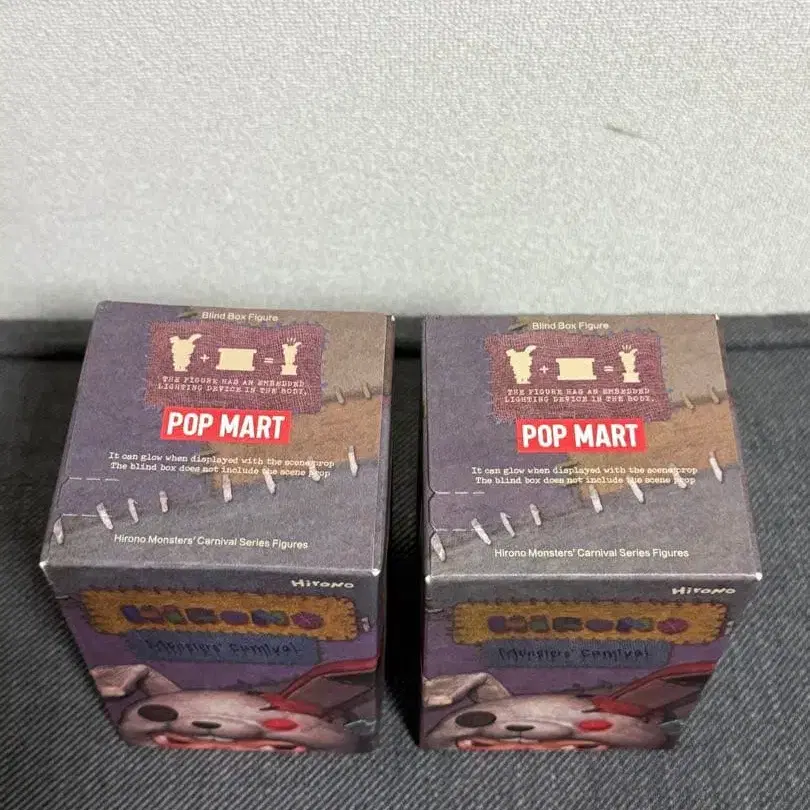 Blind Box Figure
THE FIGURE HAS AN EMBEDDED
LIGHTING DEVICE IN THE BODY.
POP MART
It can glow when displayed with the scene prop
The blind box does not include the scene prop
Hirono Monsters' Carnival Series Figures
Hirono
HIRONO
Monsters' Carnival
Blind Box Figure
THE FIGURE HAS AN EMBEDDED
LIGHTING DEVICE IN THE BODY.
POP MART
It can glow when displayed with the scene prop
The blind box does not include the scene prop
Hirono Monsters' Carnival Series Figures
Hirono
HIRONO
Monsters' Carnival